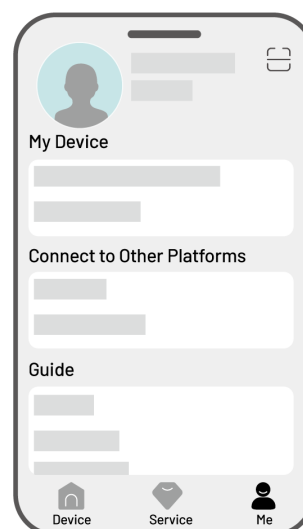 My Device
Connect to Other Platforms
Guide
Device
Service
Me